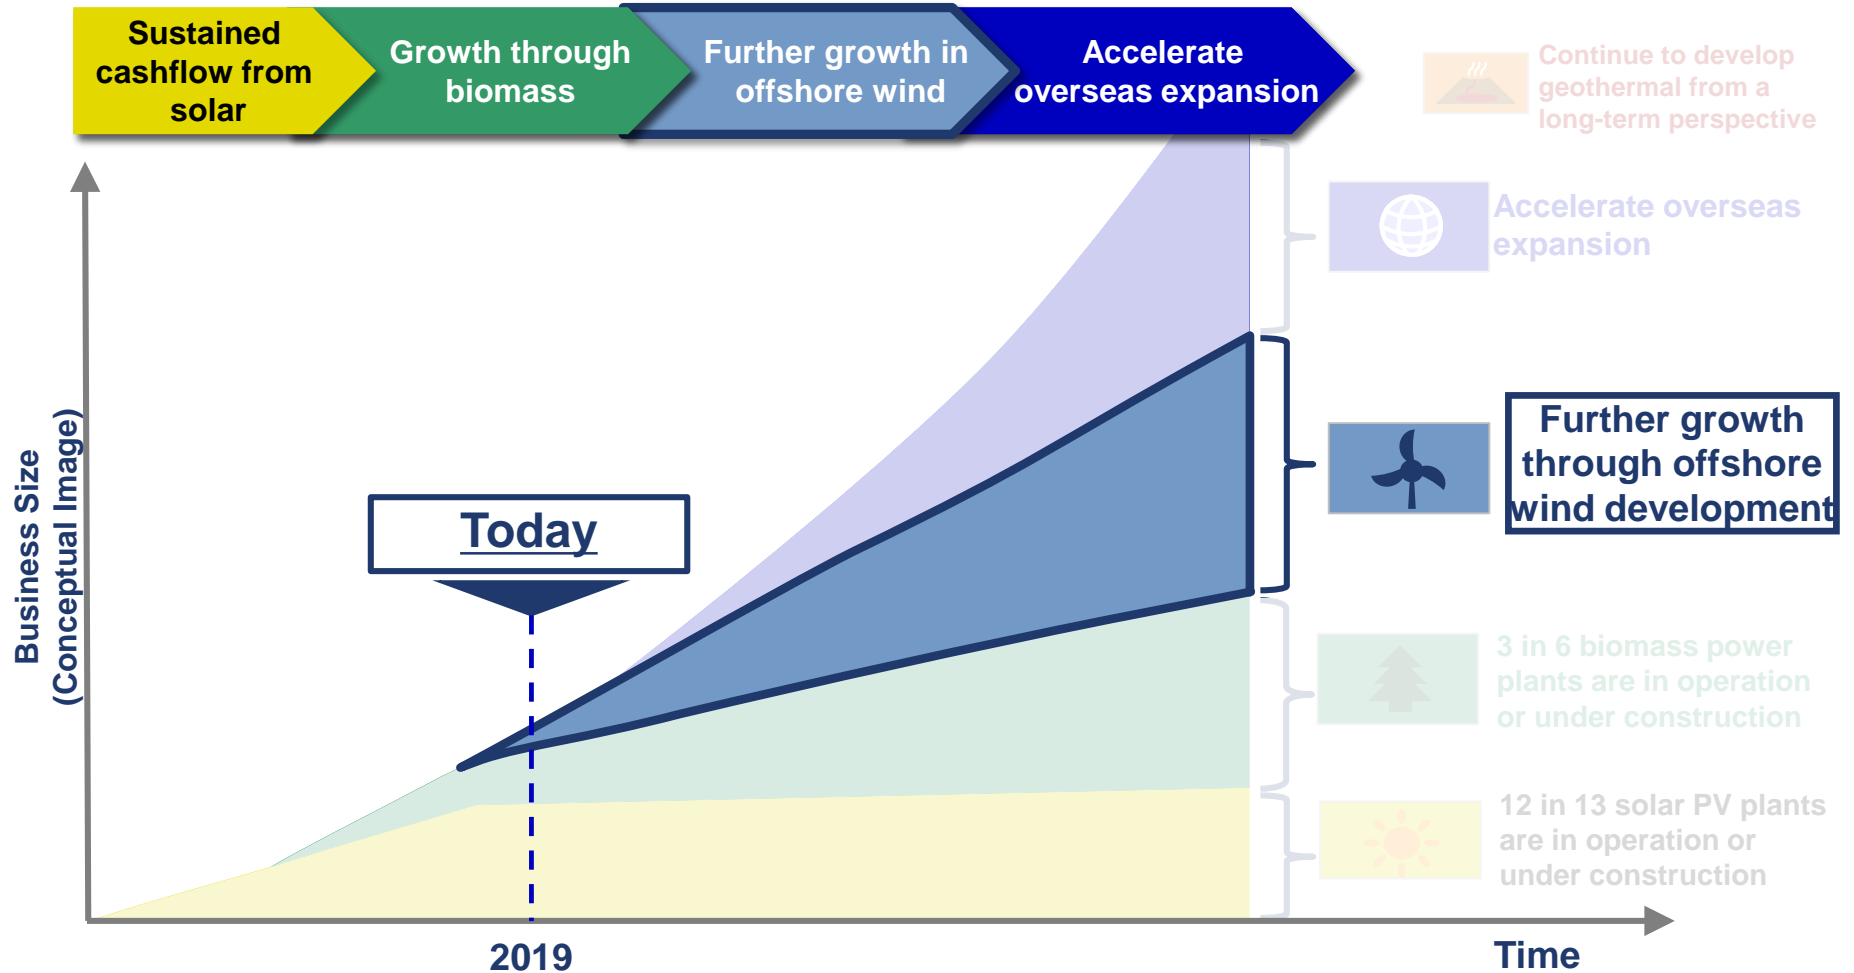 Sustained
cashflow from
solar
Growth through
biomass
Further growth in
offshore wind
Accelerate
overseas expansion
Continue to develop
geothermal from a
long-term perspective
Accelerate overseas
expansion
Further growth
through offshore
wind development
Today
Business Size
(Conceptual Image)
3 in 6 biomass power
plants are in operation
or under construction
12 in 13 solar PV plants
are in operation or
under construction
2019
Time